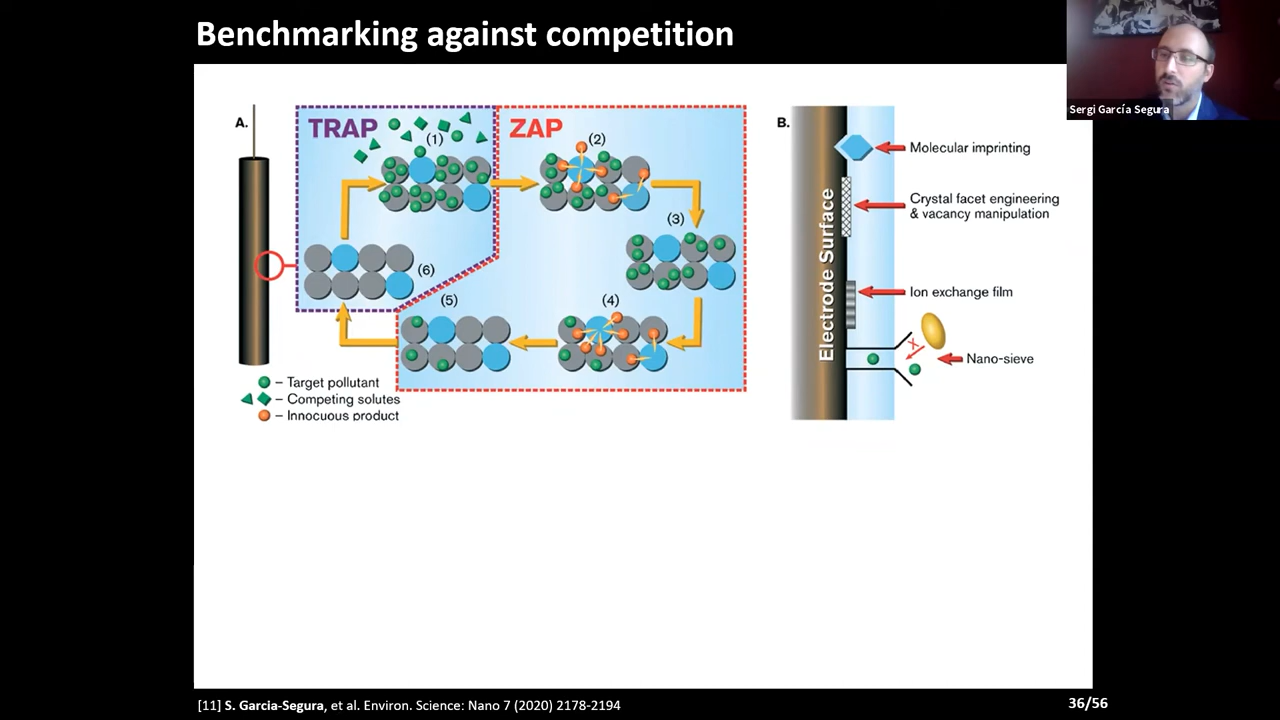 Benchmarking against competition
Sergi García Segura
A.
TRAP
ZAP
(1)
(2)
(3)
(4)
(5)
(6)
– Target pollutant
– Competing solutes
– Innocuous product
B.
Electrode Surface
Molecular imprinting
Crystal facet engineering
& vacancy manipulation
Ion exchange film
X
Nano-sieve
[11] S. Garcia-Segura, et al. Environ. Science: Nano 7 (2020) 2178-2194
36/56